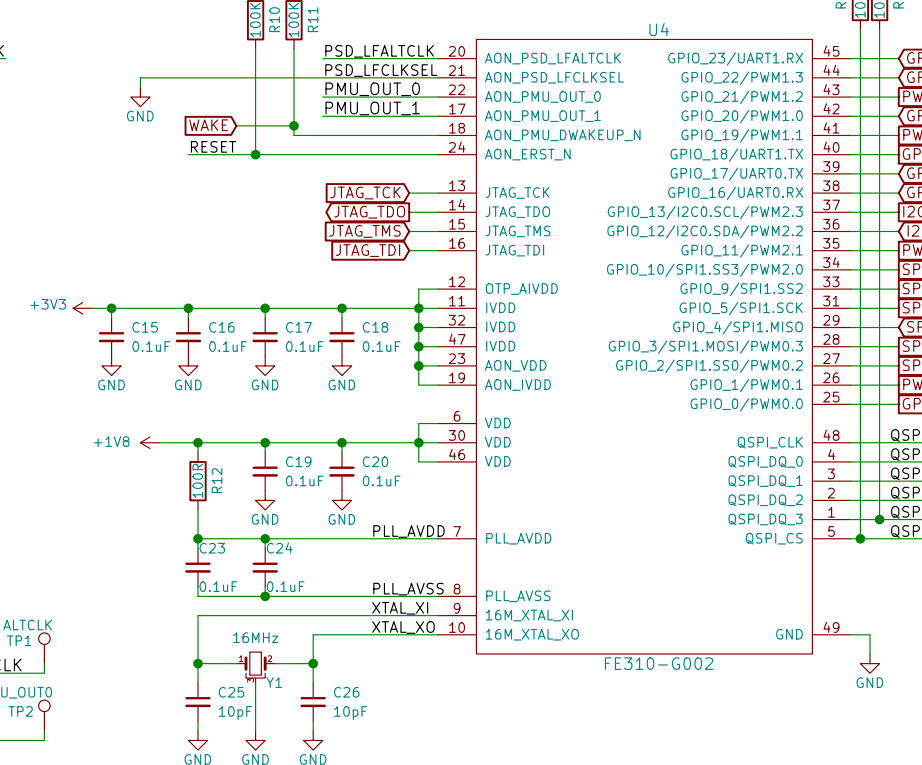 100K
R10
100K
R11
U4
PSD_LFALTCLK 20 AON_PSD_LFALTCLK
PSD_LFCLKSEL 21 AON_PSD_LFCLKSEL
PMU_OUT_0 22 AON_PMU_OUT_0
PMU_OUT_1 17 AON_PMU_OUT_1
GND
WAKE 18 AON_PMU_DWAKEUP_N
RESET 24 AON_ERST_N
JTAG_TCK 13 JTAG_TCK
JTAG_TDO 14 JTAG_TDO
JTAG_TMS 15 JTAG_TMS
JTAG_TDI 16 JTAG_TDI
12 OTP_AIVDD
+3V3 11 IVDD
32 IVDD
47 IVDD
23 AON_VDD
19 AON_IVDD
C15 C16 C17 C18
0.1uF 0.1uF 0.1uF 0.1uF
GND GND GND GND
6 VDD
+1V8 30 VDD
46 VDD
100R
R12
C19 C20
0.1uF 0.1uF
GND GND
PLL_AVDD 7 PLL_AVDD
C23 C24
0.1uF 0.1uF
PLL_AVSS 8 PLL_AVSS
XTAL_XI 9 16M_XTAL_XI
XTAL_XO 10 16M_XTAL_XO
16MHz
1 2
Y1
C25 C26
10pF 10pF
GND GND GND
ALTCLK
TP1
CLK
U_OUT0
TP2
GPIO_23/UART1.RX 45
GPIO_22/PWM1.3 44
GPIO_21/PWM1.2 43
GPIO_20/PWM1.0 42
GPIO_19/PWM1.1 41
GPIO_18/UART1.TX 40
GPIO_17/UART0.TX 39
GPIO_16/UART0.RX 38
GPIO_13/I2C0.SCL/PWM2.3 37
GPIO_12/I2C0.SDA/PWM2.2 36
GPIO_11/PWM2.1 35
GPIO_10/SPI1.SS3/PWM2.0 34
GPIO_9/SPI1.SS2 33
GPIO_5/SPI1.SCK 31
GPIO_4/SPI1.MISO 29
GPIO_3/SPI1.MOSI/PWM0.3 28
GPIO_2/SPI1.SS0/PWM0.2 27
GPIO_1/PWM0.1 26
GPIO_0/PWM0.0 25
QSPI_CLK 48 QSP
QSPI_DQ_0 4 QSP
QSPI_DQ_1 3 QSP
QSPI_DQ_2 2 QSP
QSPI_DQ_3 1 QSP
QSPI_CS 5 QSP
GND 49
GND
FE310-G002